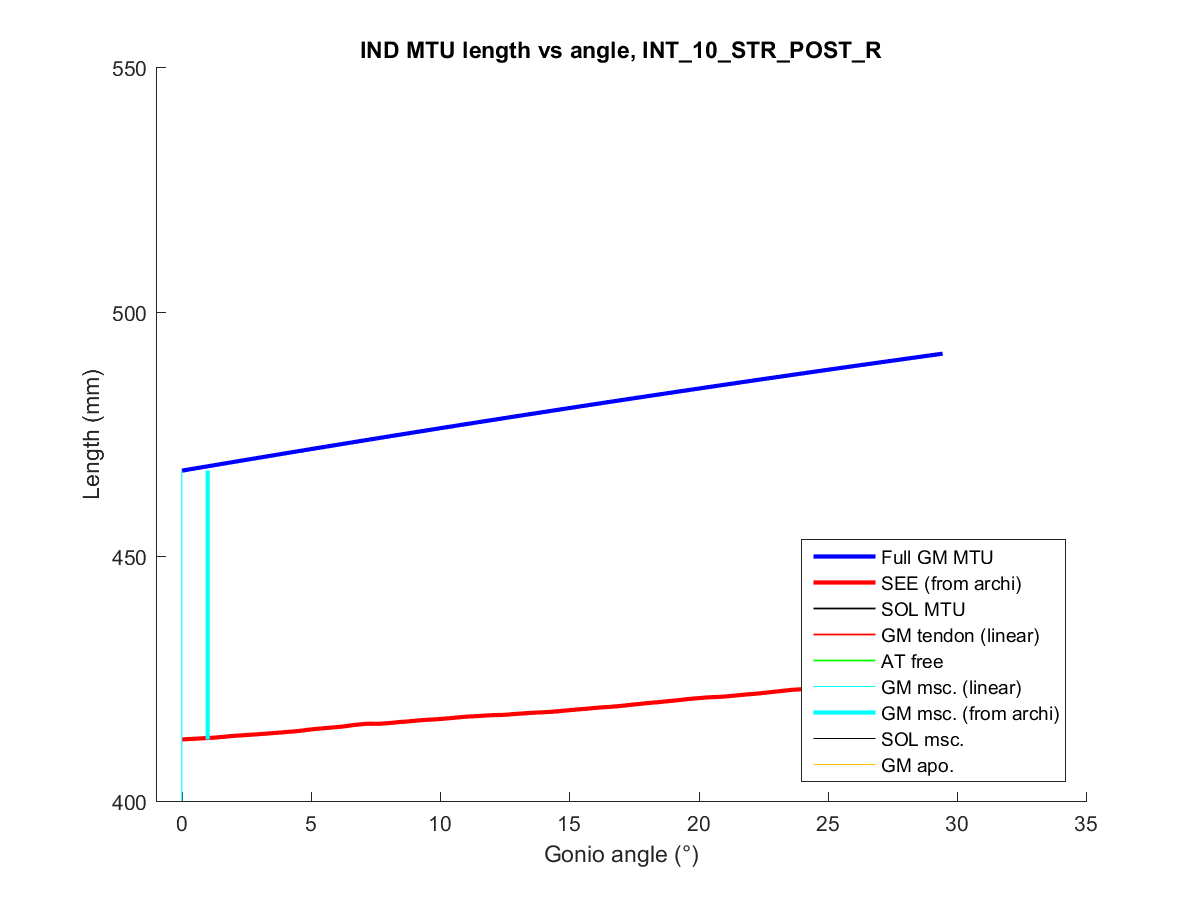 IND MTU length vs angle, INT_10_STR_POST_R
550
500
450
400
Length (mm)
0 5 10 15 20 25 30 35
Gonio angle (°)
Full GM MTU
SEE (from archi)
SOL MTU
GM tendon (linear)
AT free
GM msc. (linear)
GM msc. (from archi)
SOL msc.
GM apo.